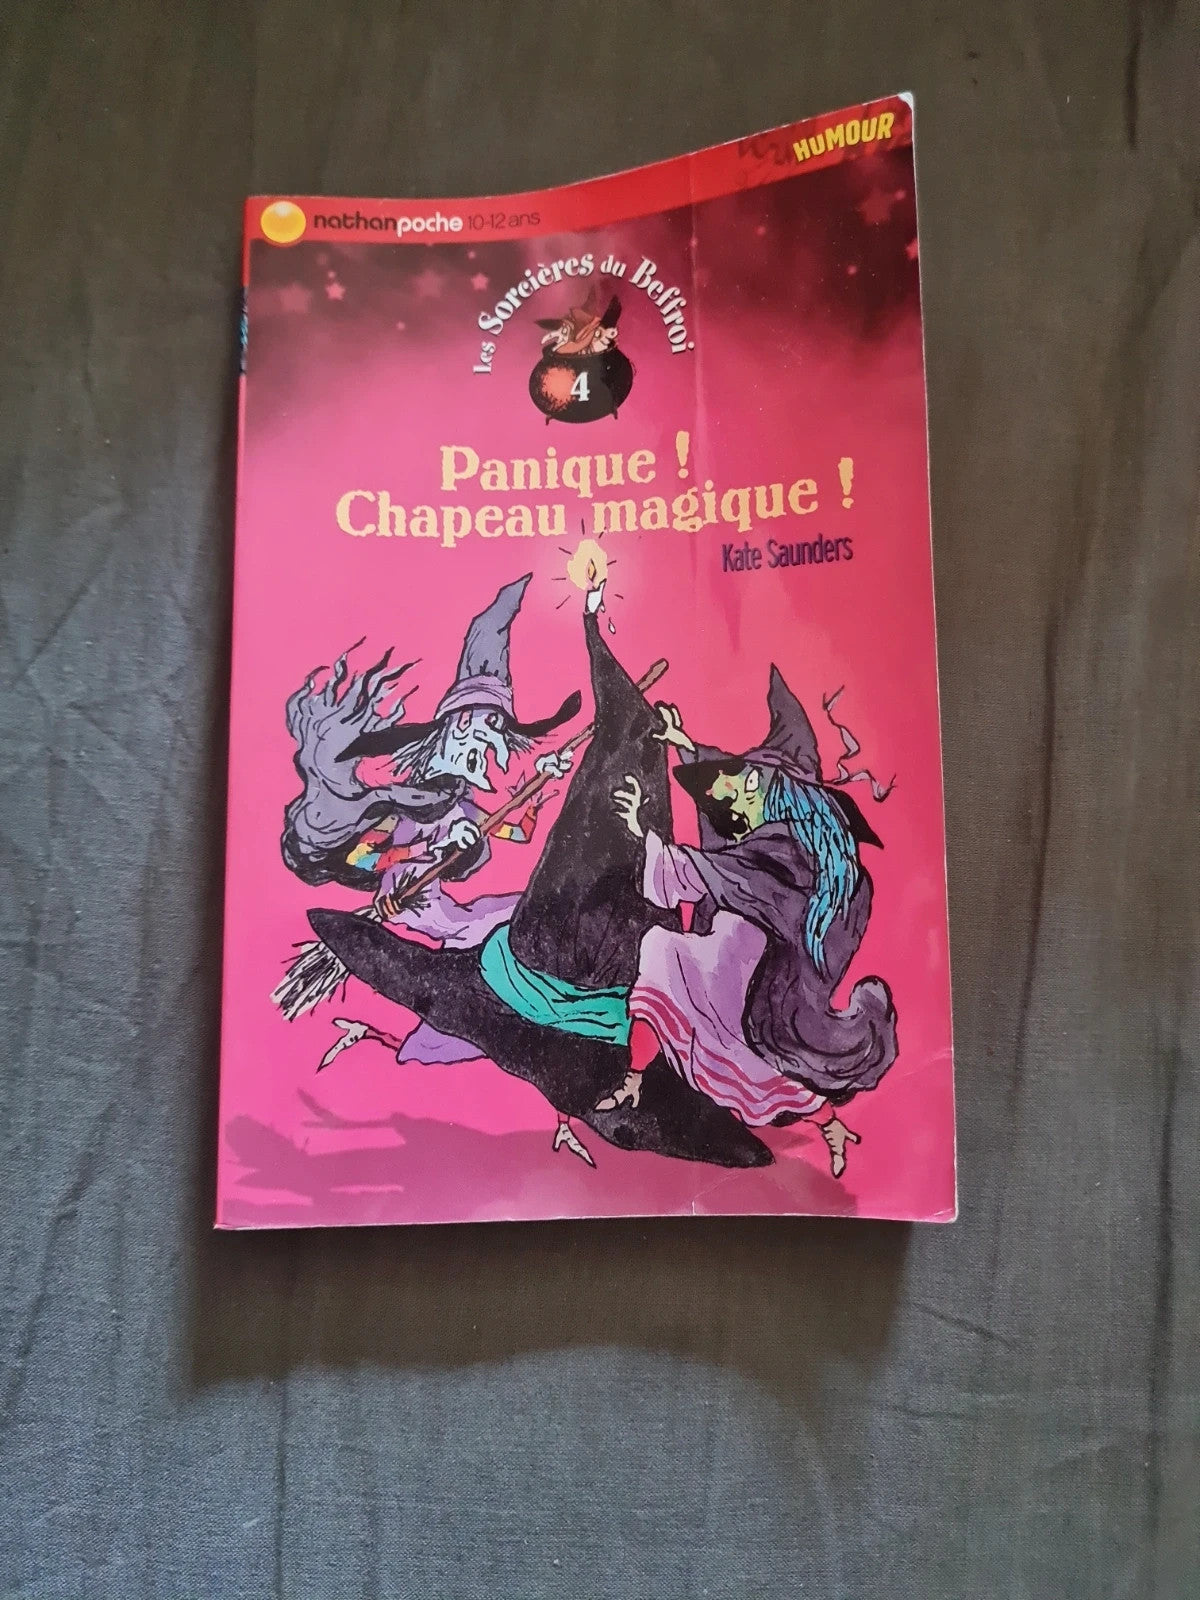 HUMOUR
nathanpoche 10-12 ans
Les Sorcières du Beffroi
4
Panique !
Chapeau magique !
Kate Saunders